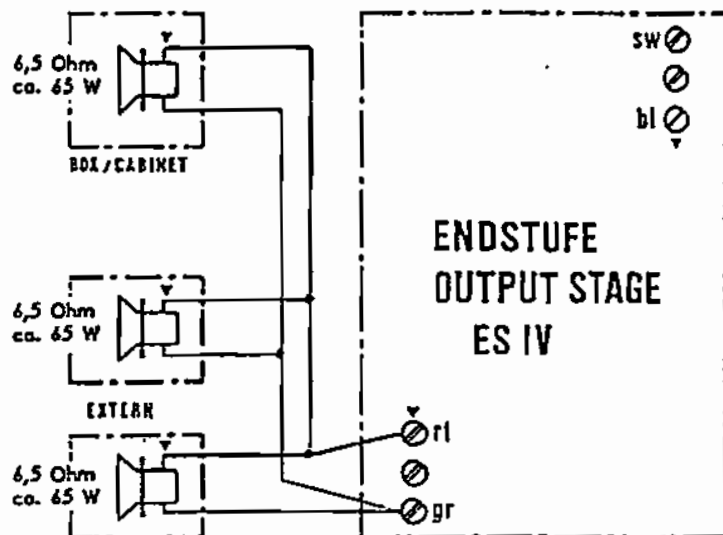 6,5 Ohm
ca. 65 W
BOX/CABINET
6,5 Ohm
ca. 65 W
EXTERN
6,5 Ohm
ca. 65 W
sw
bl
ENDSTUFE
OUTPUT STAGE
ES IV
rt
gr